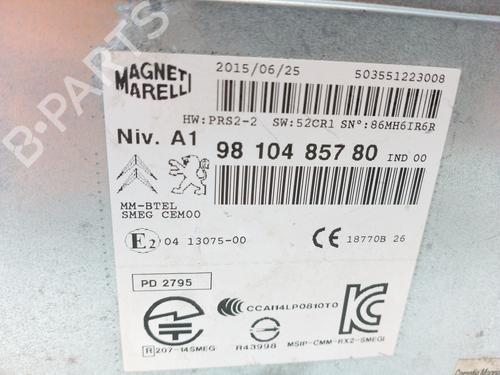 MAGNETI MARELLI
2015/06/25 503551223008
HW:PRS2-2 SW:52CR1 SN°:86MH6IR6R
Niv. A1 98 104 857 80 IND 00
MM-BTEL
SMEG CEM00
E2 04 13075-00 CE 18770B 26
PD 2795
CCAI14LP0810T0
R 207-14SMEG R43998 MSIP-CMM-RX2-SMEGI
B-PARTS